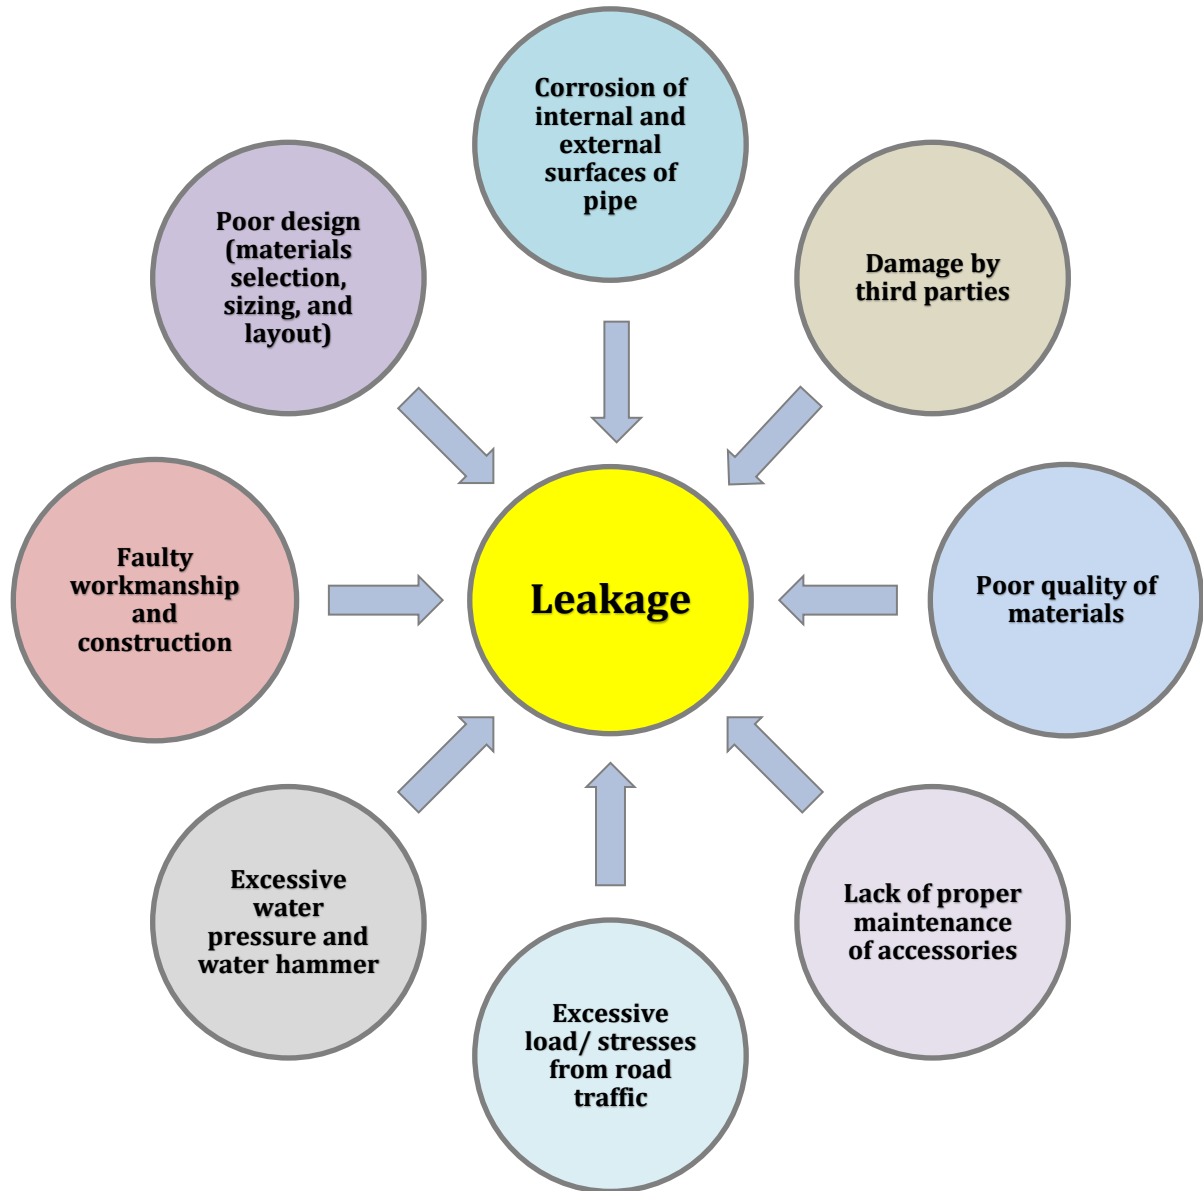 Corrosion of
internal and
external
surfaces of
pipe
Damage by
third parties
Poor quality of
materials
Lack of proper
maintenance
of accessories
Excessive
load/ stresses
from road
traffic
Excessive
water
pressure and
water hammer
Faulty
workmanship
and
construction
Poor design
(materials
selection,
sizing, and
layout)
Leakage